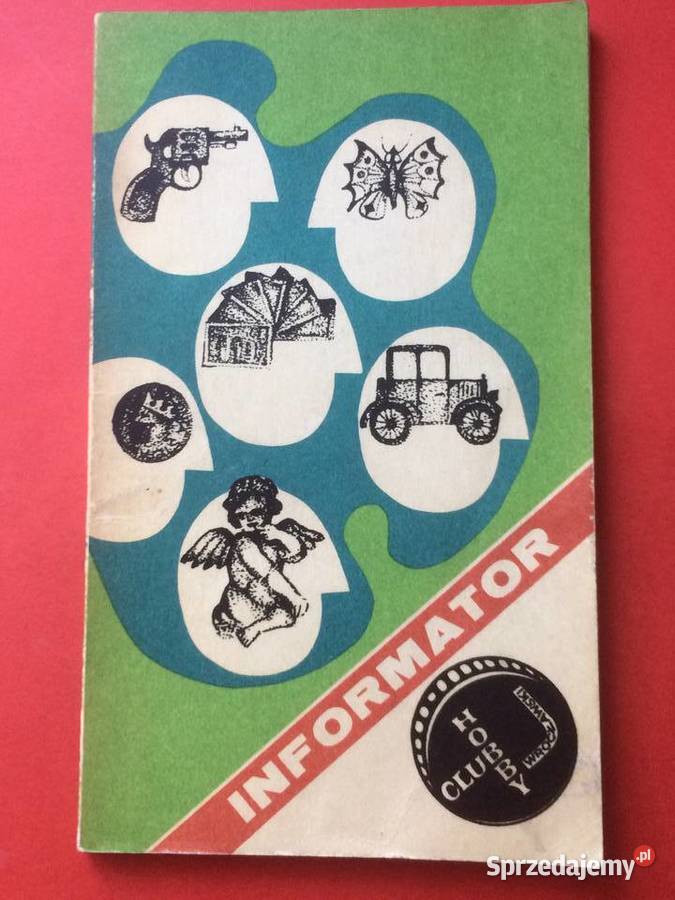 INFORMATOR
HOBBY
CLUB
WROCŁAWSKI
Sprzedajemy.pl